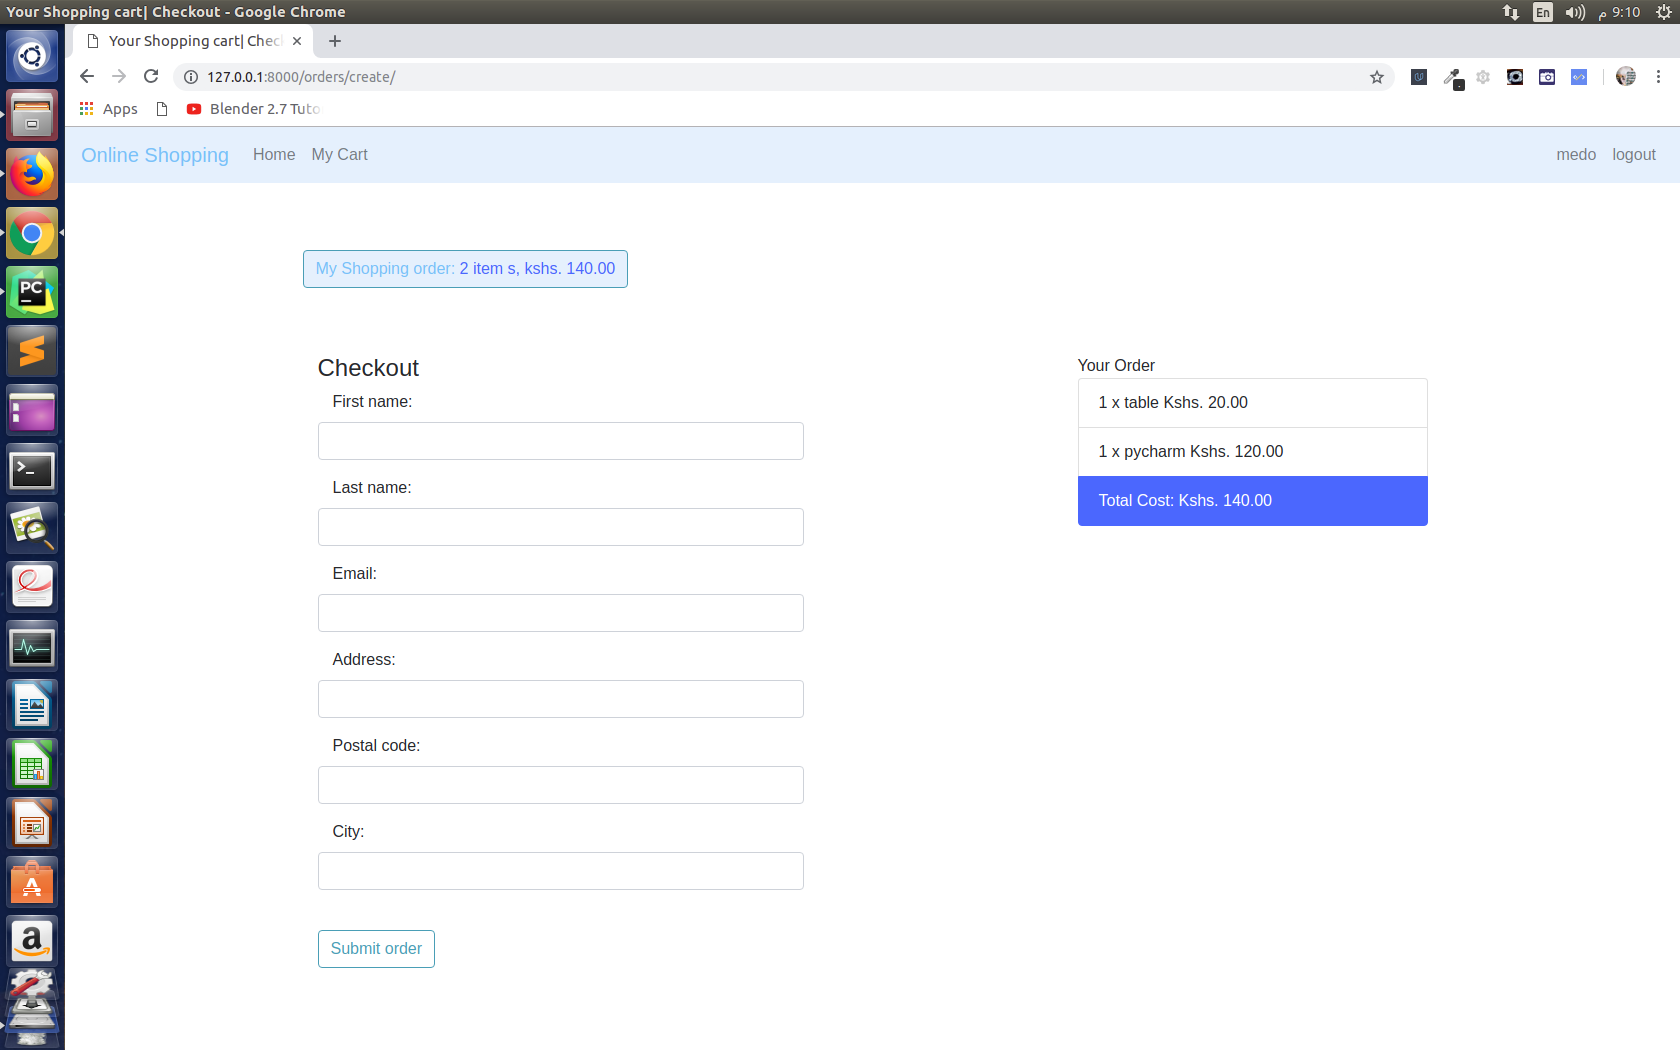 Your Shopping cart| Checkout - Google Chrome
En
9:10 م
Your Shopping cart| Chec
127.0.0.1:8000/orders/create/
Apps
Blender 2.7 Tuto
Online Shopping
Home
My Cart
medo
logout
My Shopping order: 2 item s, kshs. 140.00
Checkout
First name:
Last name:
Email:
Address:
Postal code:
City:
Submit order
Your Order
1 x table Kshs. 20.00
1 x pycharm Kshs. 120.00
Total Cost: Kshs. 140.00
PC